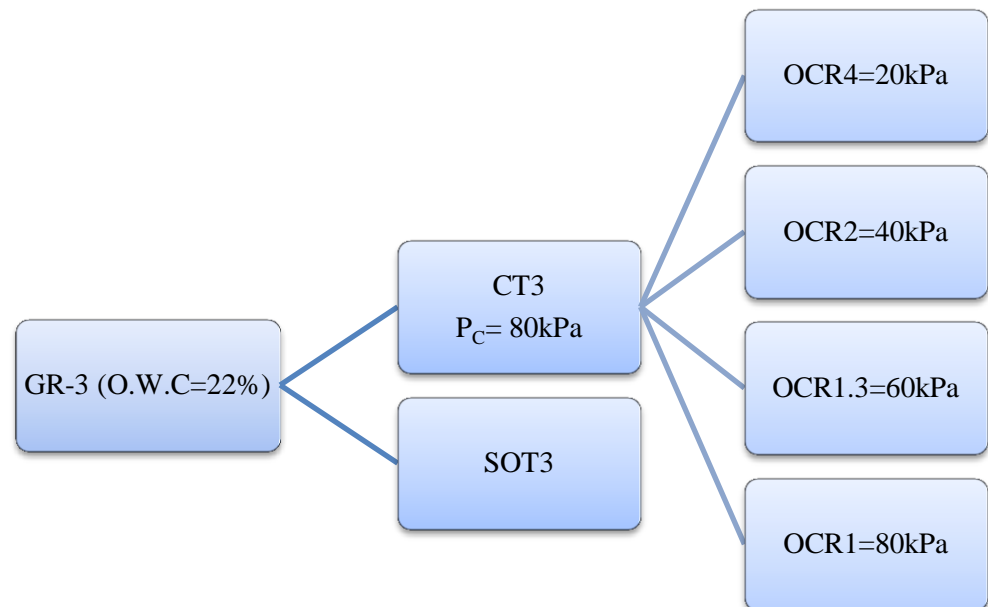 GR-3 (O.W.C=22%)
CT3
P_C= 80kPa
SOT3
OCR4=20kPa
OCR2=40kPa
OCR1.3=60kPa
OCR1=80kPa